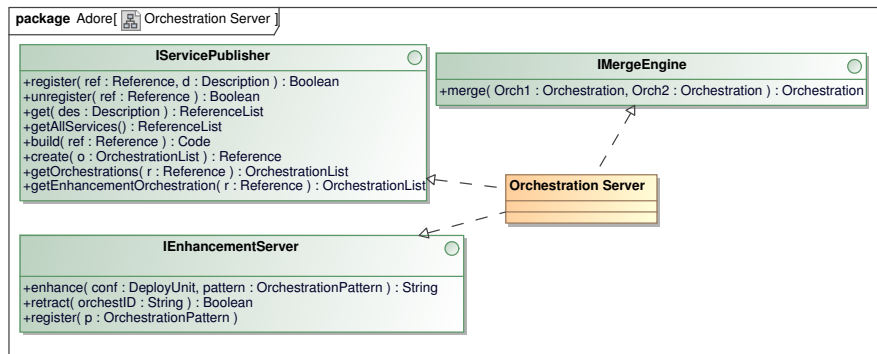 package Adore[ Orchestration Server ]
IServicePublisher
+register( ref : Reference, d : Description ) : Boolean
+unregister( ref : Reference ) : Boolean
+get( des : Description ) : ReferenceList
+getAllServices() : ReferenceList
+build( ref : Reference ) : Code
+create( o : OrchestrationList ) : Reference
+getOrchestrations( r : Reference ) : OrchestrationList
+getEnhancementOrchestration( r : Reference ) : OrchestrationList
IMergeEngine
+merge( Orch1 : Orchestration, Orch2 : Orchestration ) : Orchestration
Orchestration Server
IEnhancementServer
+enhance( conf : DeployUnit, pattern : OrchestrationPattern ) : String
+retract( orchestID : String ) : Boolean
+register( p : OrchestrationPattern )